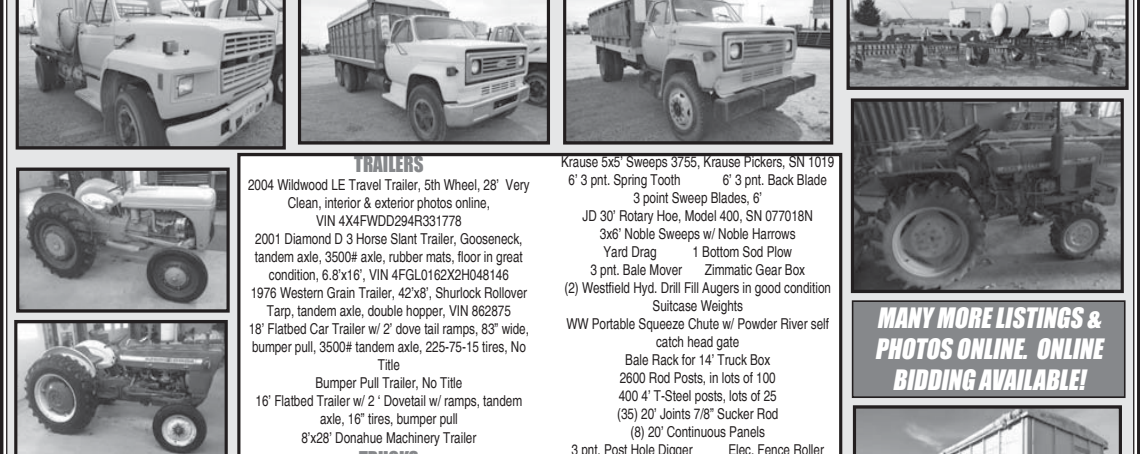 TRAILERS
2004 Wildwood LE Travel Trailer, 5th Wheel, 28' Very
Clean, interior & exterior photos online,
VIN 4X4FWDD294R331778
2001 Diamond D 3 Horse Slant Trailer, Gooseneck,
tandem axle, 3500# axle, rubber mats, floor in great
condition, 6.8'x16', VIN 4FGL0162X2H048146
1976 Western Grain Trailer, 42'x8', Shurlock Rollover
Tarp, tandem axle, double hopper, VIN 862875
18' Flatbed Car Trailer w/ 2' dove tail ramps, 83" wide,
bumper pull, 3500# tandem axle, 225-75-15 tires, No
Title
Bumper Pull Trailer, No Title
16' Flatbed Trailer w/ 2 ' Dovetail w/ ramps, tandem
axle, 16" tires, bumper pull
8'x28' Donahue Machinery Trailer
TRUCKS
Krause 5x5' Sweeps 3755, Krause Pickers, SN 1019
6' 3 pnt. Spring Tooth 6' 3 pnt. Back Blade
3 point Sweep Blades, 6'
JD 30' Rotary Hoe, Model 400, SN 077018N
3x6' Noble Sweeps w/ Noble Harrows
Yard Drag 1 Bottom Sod Plow
3 pnt. Bale Mover Zimmatic Gear Box
(2) Westfield Hyd. Drill Fill Augers in good condition
Suitcase Weights
WW Portable Squeeze Chute w/ Powder River self
catch head gate
Bale Rack for 14' Truck Box
2600 Rod Posts, in lots of 100
400 4' T-Steel posts, lots of 25
(35) 20' Joints 7/8" Sucker Rod
(8) 20' Continuous Panels
3 pnt. Post Hole Digger Elec. Fence Roller
MANY MORE LISTINGS &
PHOTOS ONLINE. ONLINE
BIDDING AVAILABLE!